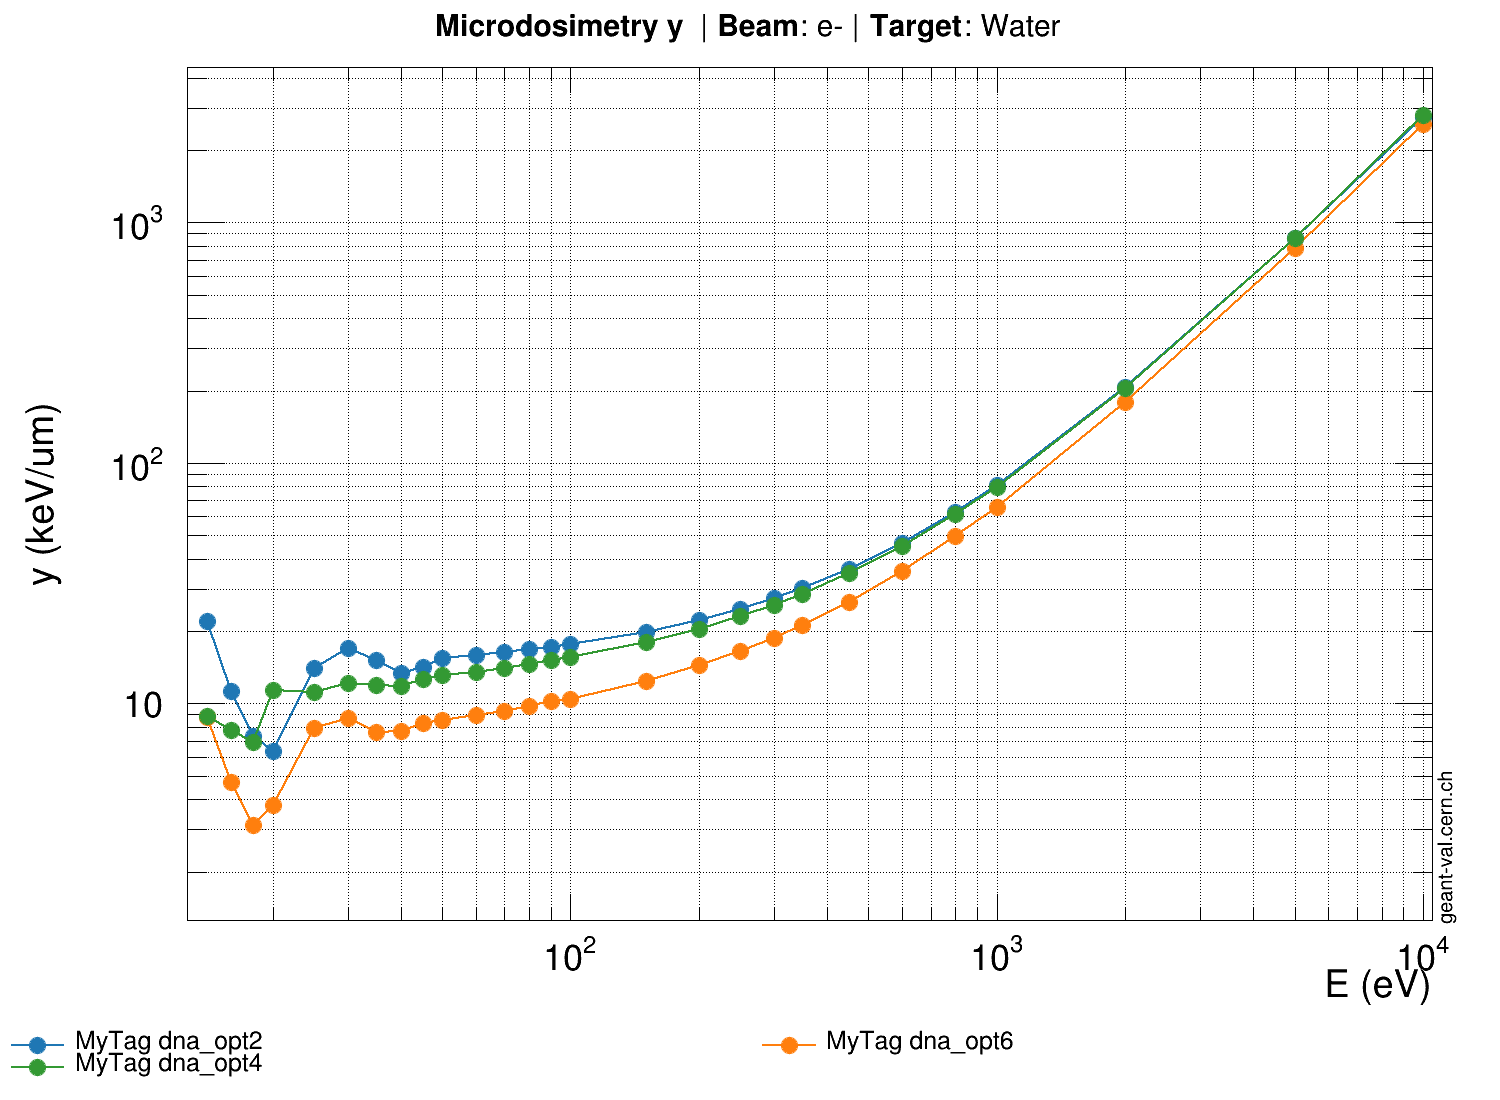 Microdosimetry y | Beam: e- | Target: Water
y (keV/um)
10³
10²
10
10²
10³
10⁴
E (eV)
geant-val.cern.ch
MyTag dna_opt2
MyTag dna_opt6
MyTag dna_opt4